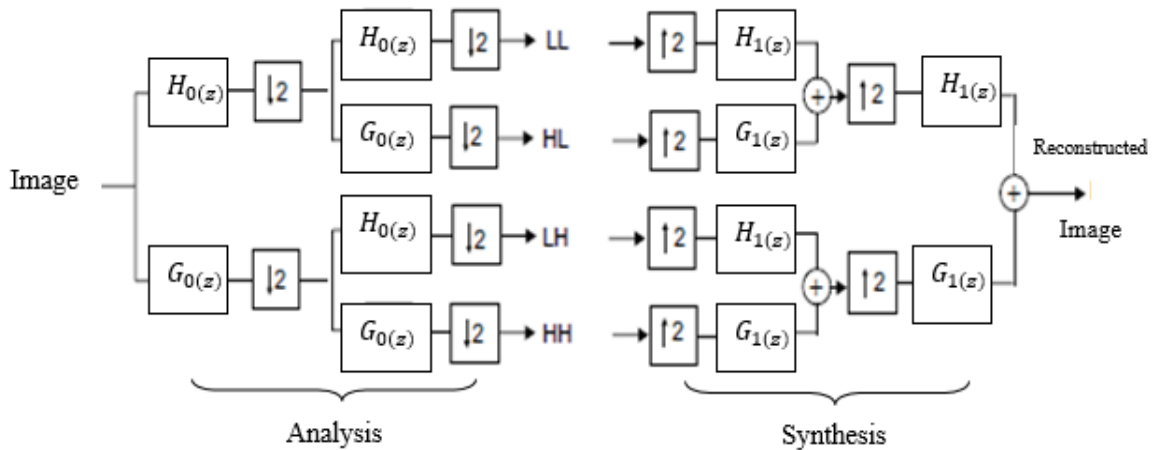 H₀₍z₎ ↓2 LL ↑2 H₁₍z₎
H₀₍z₎ ↓2 ↑2 H₁₍z₎
G₀₍z₎ ↓2 HL ↑2 G₁₍z₎
+
Reconstructed
Image
+
Image
H₀₍z₎ ↓2 LH ↑2 H₁₍z₎
G₀₍z₎ ↓2 ↑2 G₁₍z₎
+
G₀₍z₎ ↓2 HH ↑2 G₁₍z₎
Analysis
Synthesis